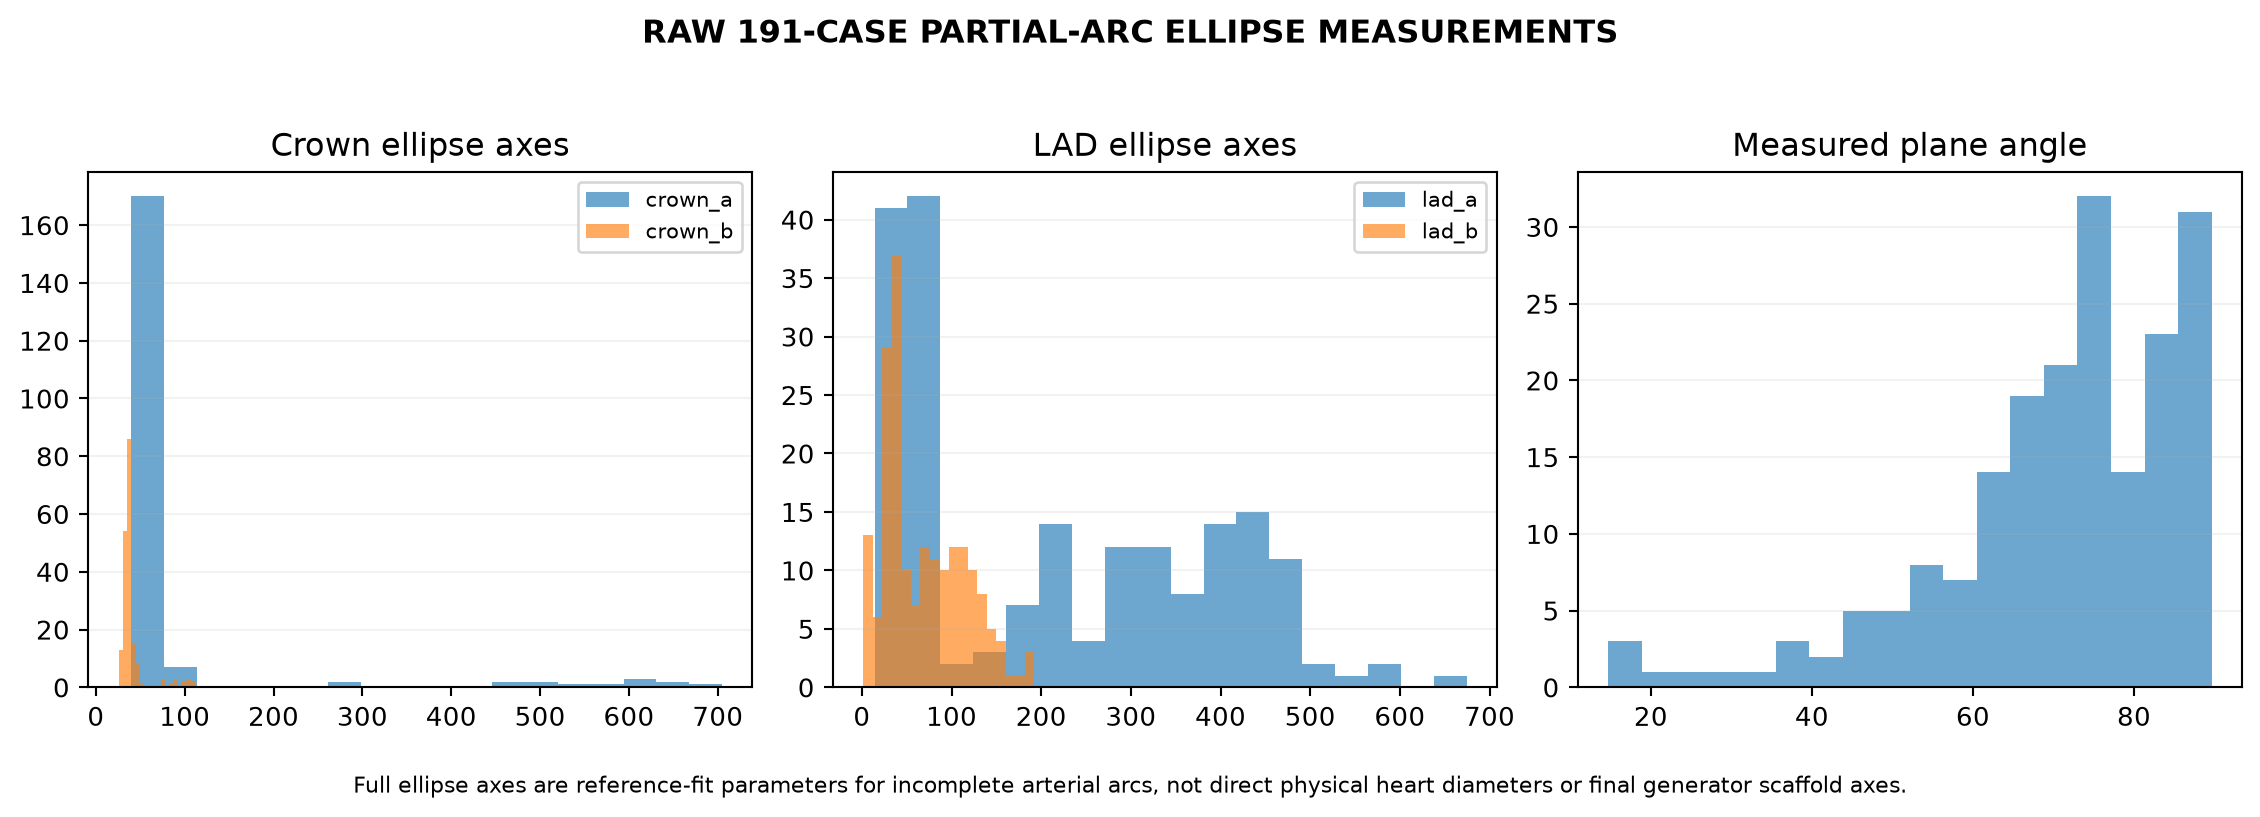 RAW 191-CASE PARTIAL-ARC ELLIPSE MEASUREMENTS
Crown ellipse axes
crown_a
crown_b
160
140
120
100
80
60
40
20
0
0 100 200 300 400 500 600 700
LAD ellipse axes
lad_a
lad_b
40
35
30
25
20
15
10
5
0
0 100 200 300 400 500 600 700
Measured plane angle
30
25
20
15
10
5
0
20 40 60 80
Full ellipse axes are reference-fit parameters for incomplete arterial arcs, not direct physical heart diameters or final generator scaffold axes.